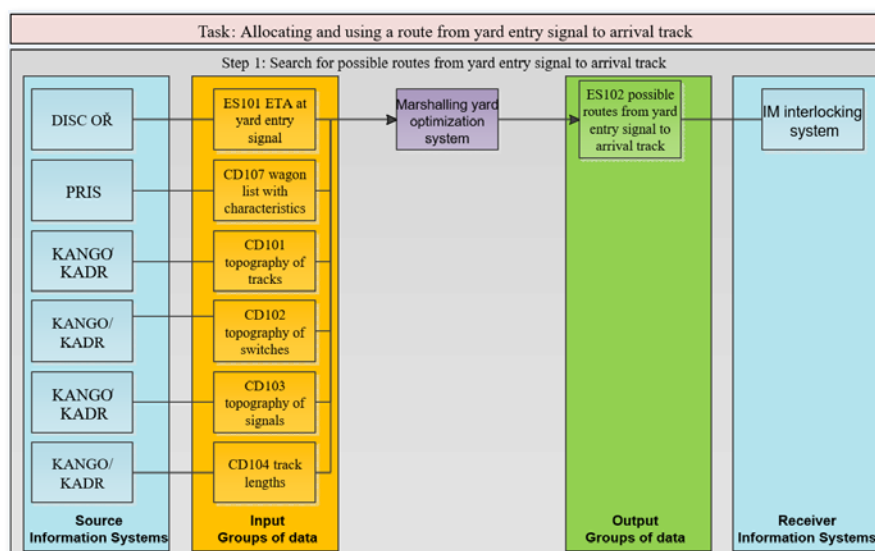 Task: Allocating and using a route from yard entry signal to arrival track
Step 1: Search for possible routes from yard entry signal to arrival track
DISC OŘ
ES101 ETA at
yard entry
signal
Marshalling yard
optimization
system
ES102 possible
routes from yard
entry signal to
arrival track
IM interlocking
system
PRIS
CD107 wagon
list with
characteristics
KANGO/
KADR
CD101
topography of
tracks
KANGO/
KADR
CD102
topography of
switches
KANGO/
KADR
CD103
topography of
signals
KANGO/
KADR
CD104 track
lengths
Source
Information Systems
Input
Groups of data
Output
Groups of data
Receiver
Information Systems